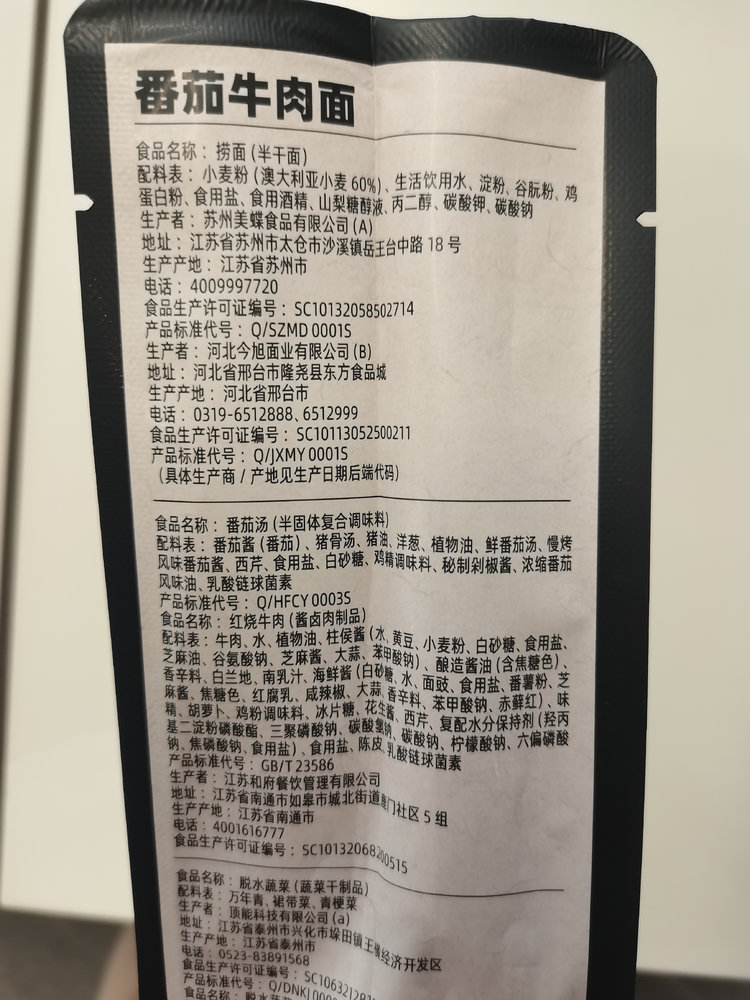 番茄牛肉面
食品名称：捞面(半干面)
配料表：小麦粉(澳大利亚小麦60%)、生活饮用水、淀粉、谷朊粉、鸡
蛋白粉、食用盐、食用酒精、山梨糖醇液、丙二醇、碳酸钾、碳酸钠
生产者：苏州美蝶食品有限公司(A)
地址：江苏省苏州市太仓市沙溪镇岳王台中路18号
生产产地：江苏省苏州市
电话：4009997720
食品生产许可证编号：SC10132058502714
产品标准代号：Q/SZMD 0001S
生产者：河北今旭面业有限公司(B)
地址：河北省邢台市隆尧县东方食品城
生产产地：河北省邢台市
电话：0319-6512888、6512999
食品生产许可证编号：SC10113052500211
产品标准代号：Q/JXMY 0001S
(具体生产商/产地见生产日期后端代码)
食品名称：番茄汤(半固体复合调味料)
配料表：番茄酱(番茄)、猪骨汤、猪油、洋葱、植物油、鲜番茄汤、慢烤
风味番茄酱、西芹、食用盐、白砂糖、鸡精调味料、秘制剁椒酱、浓缩番茄
风味油、乳酸链球菌素
产品标准代号：Q/HFCY 0003S
食品名称：红烧牛肉(酱卤肉制品)
配料表：牛肉、水、植物油、柱侯酱(水、黄豆、小麦粉、白砂糖、食用盐、
芝麻油、谷氨酸钠、芝麻酱、大蒜、苯甲酸钠)、酿造酱油(含焦糖色)、
香辛料、白兰地、南乳汁、海鲜酱(白砂糖、水、面豉、食用盐、番薯粉、芝
麻酱、焦糖色、红腐乳、咸辣椒、大蒜、香辛料、苯甲酸钠、赤藓红)、味
精、胡萝卜、鸡粉调味料、冰片糖、花生酱、西芹、复配水分保持剂(羟丙
基二淀粉磷酸酯、三聚磷酸钠、碳酸氢钠、碳酸钠、柠檬酸钠、六偏磷酸
钠、焦磷酸钠、食用盐)、食用盐、陈皮、乳酸链球菌素
产品标准代号：GB/T 23586
生产者：江苏和府餐饮管理有限公司
地址：江苏省南通市如皋市城北街道鹿门社区5组
生产产地：江苏省南通市
电话：4001616777
食品生产许可证编号：SC10132068200515
食品名称：脱水蔬菜(蔬菜干制品)
配料表：万年青、裙带菜、青梗菜
生产者：顶能科技有限公司(a)
地址：江苏省泰州市兴化市垛田镇王横经济开发区
生产产地：江苏省泰州市
电话：0523-83891568
食品生产许可证编号：
产品标准代号：
食品名称：脱水蔬菜